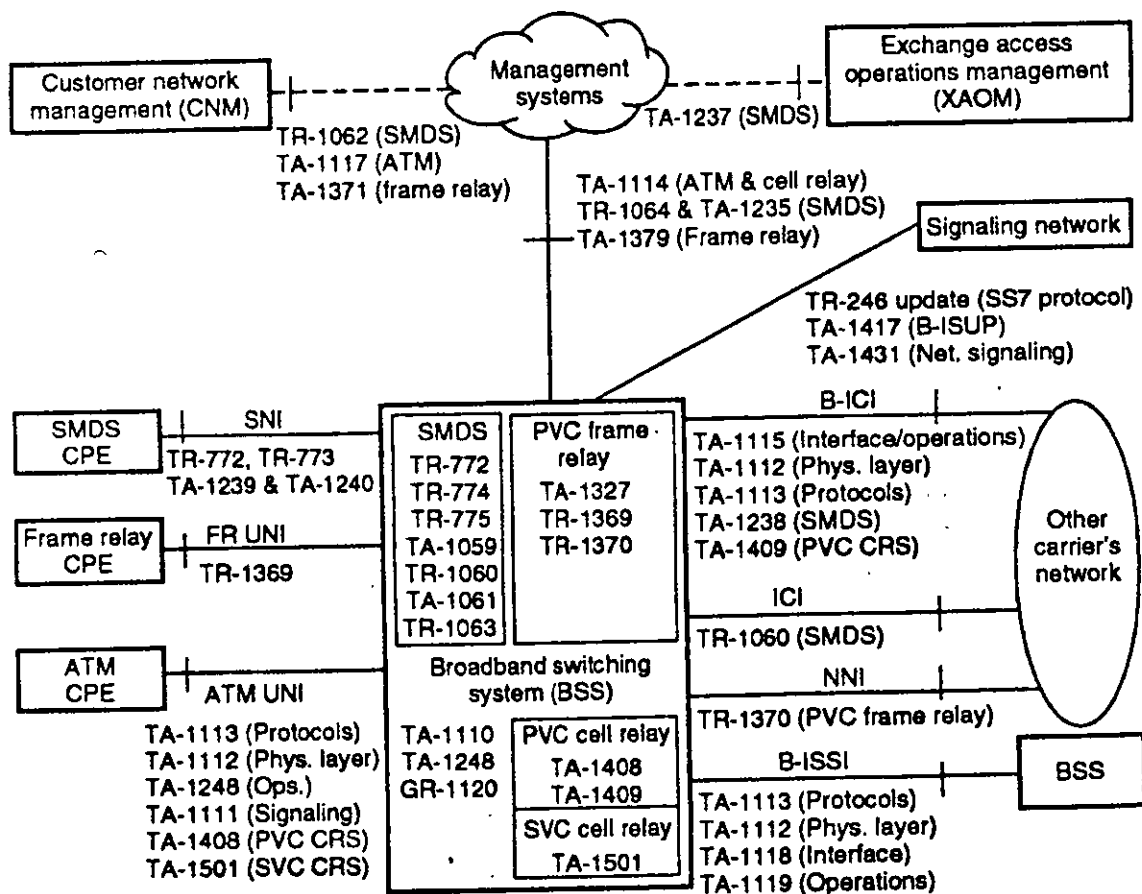 Customer network
management (CNM)
Management
systems
Exchange access
operations management
(XAOM)
TR-1062 (SMDS)
TA-1117 (ATM)
TA-1371 (frame relay)
TA-1237 (SMDS)
TA-1114 (ATM & cell relay)
TR-1064 & TA-1235 (SMDS)
TA-1379 (Frame relay)
Signaling network
TR-246 update (SS7 protocol)
TA-1417 (B-ISUP)
TA-1431 (Net. signaling)
SMDS
CPE
SNI
TR-772, TR-773
TA-1239 & TA-1240
Frame relay
CPE
FR UNI
TR-1369
ATM
CPE
ATM UNI
TA-1113 (Protocols)
TA-1112 (Phys. layer)
TA-1248 (Ops.)
TA-1111 (Signaling)
TA-1408 (PVC CRS)
TA-1501 (SVC CRS)
SMDS
TR-772
TR-774
TR-775
TA-1059
TR-1060
TA-1061
TR-1063
PVC frame
relay
TA-1327
TR-1369
TR-1370
Broadband switching
system (BSS)
TA-1110
TA-1248
GR-1120
PVC cell relay
TA-1408
TA-1409
SVC cell relay
TA-1501
B-ICI
TA-1115 (Interface/operations)
TA-1112 (Phys. layer)
TA-1113 (Protocols)
TA-1238 (SMDS)
TA-1409 (PVC CRS)
ICI
TR-1060 (SMDS)
NNI
TR-1370 (PVC frame relay)
Other
carrier's
network
B-ISSI
BSS
TA-1113 (Protocols)
TA-1112 (Phys. layer)
TA-1118 (Interface)
TA-1119 (Operations)